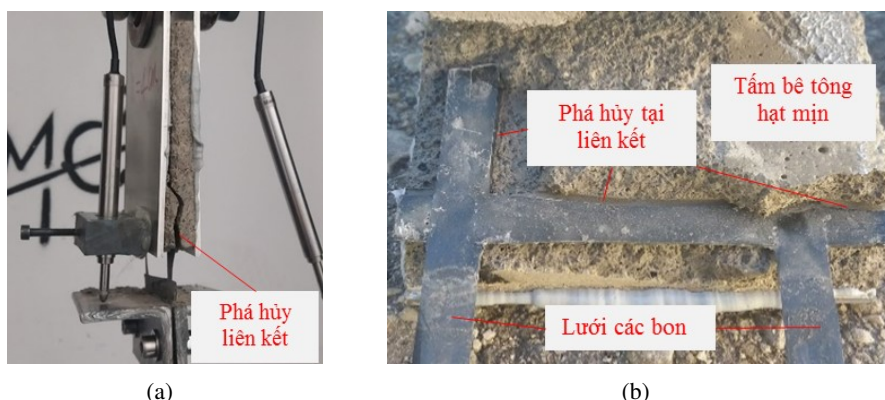 Phá hủy
liên kết
Phá hủy tại
liên kết
Tấm bê tông
hạt mịn
Lưới các bon
(a)
(b)